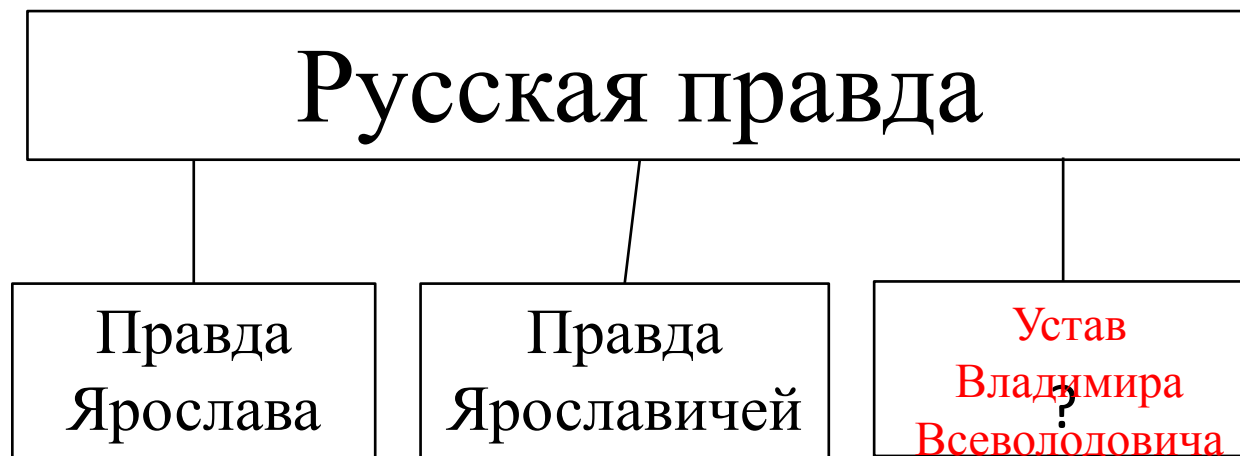 Русская правда
Правда
Ярослава
Правда
Ярославичей
Устав
Владимира
?
Всеволодовича